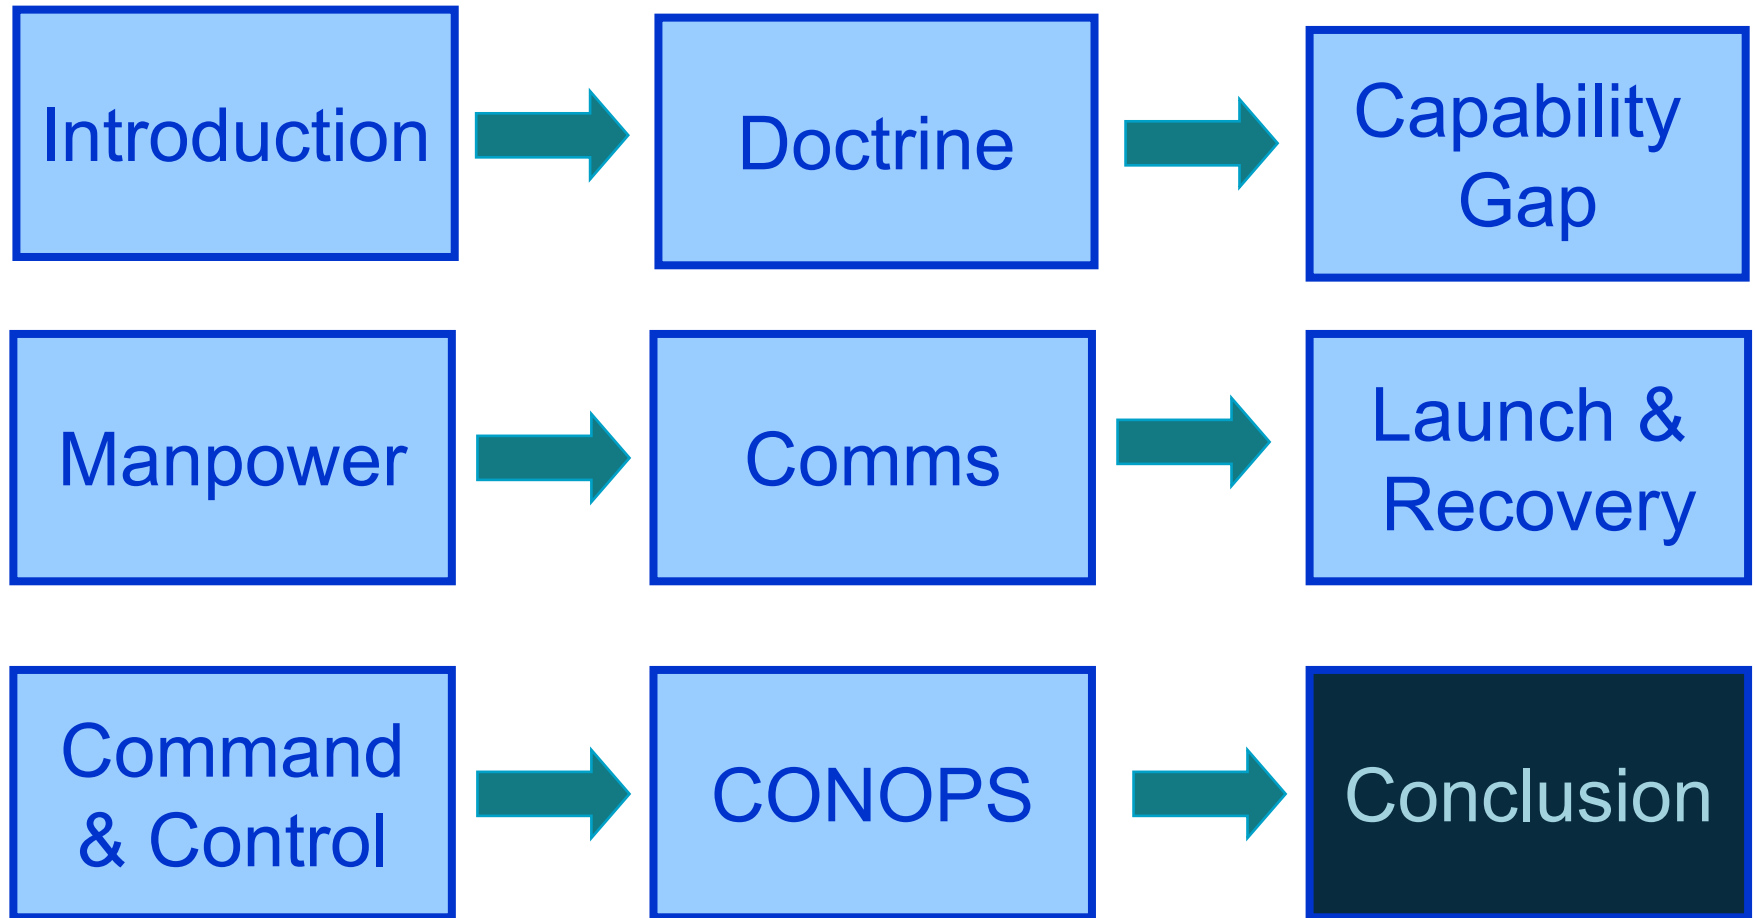 Introduction
Doctrine
Capability
Gap
Manpower
Comms
Launch &
Recovery
Command
& Control
CONOPS
Conclusion